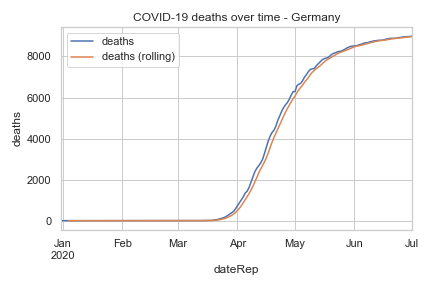 COVID-19 deaths over time - Germany
deaths
deaths (rolling)
8000
6000
4000
2000
0
deaths
Jan
2020
Feb
Mar
Apr
May
Jun
Jul
dateRep